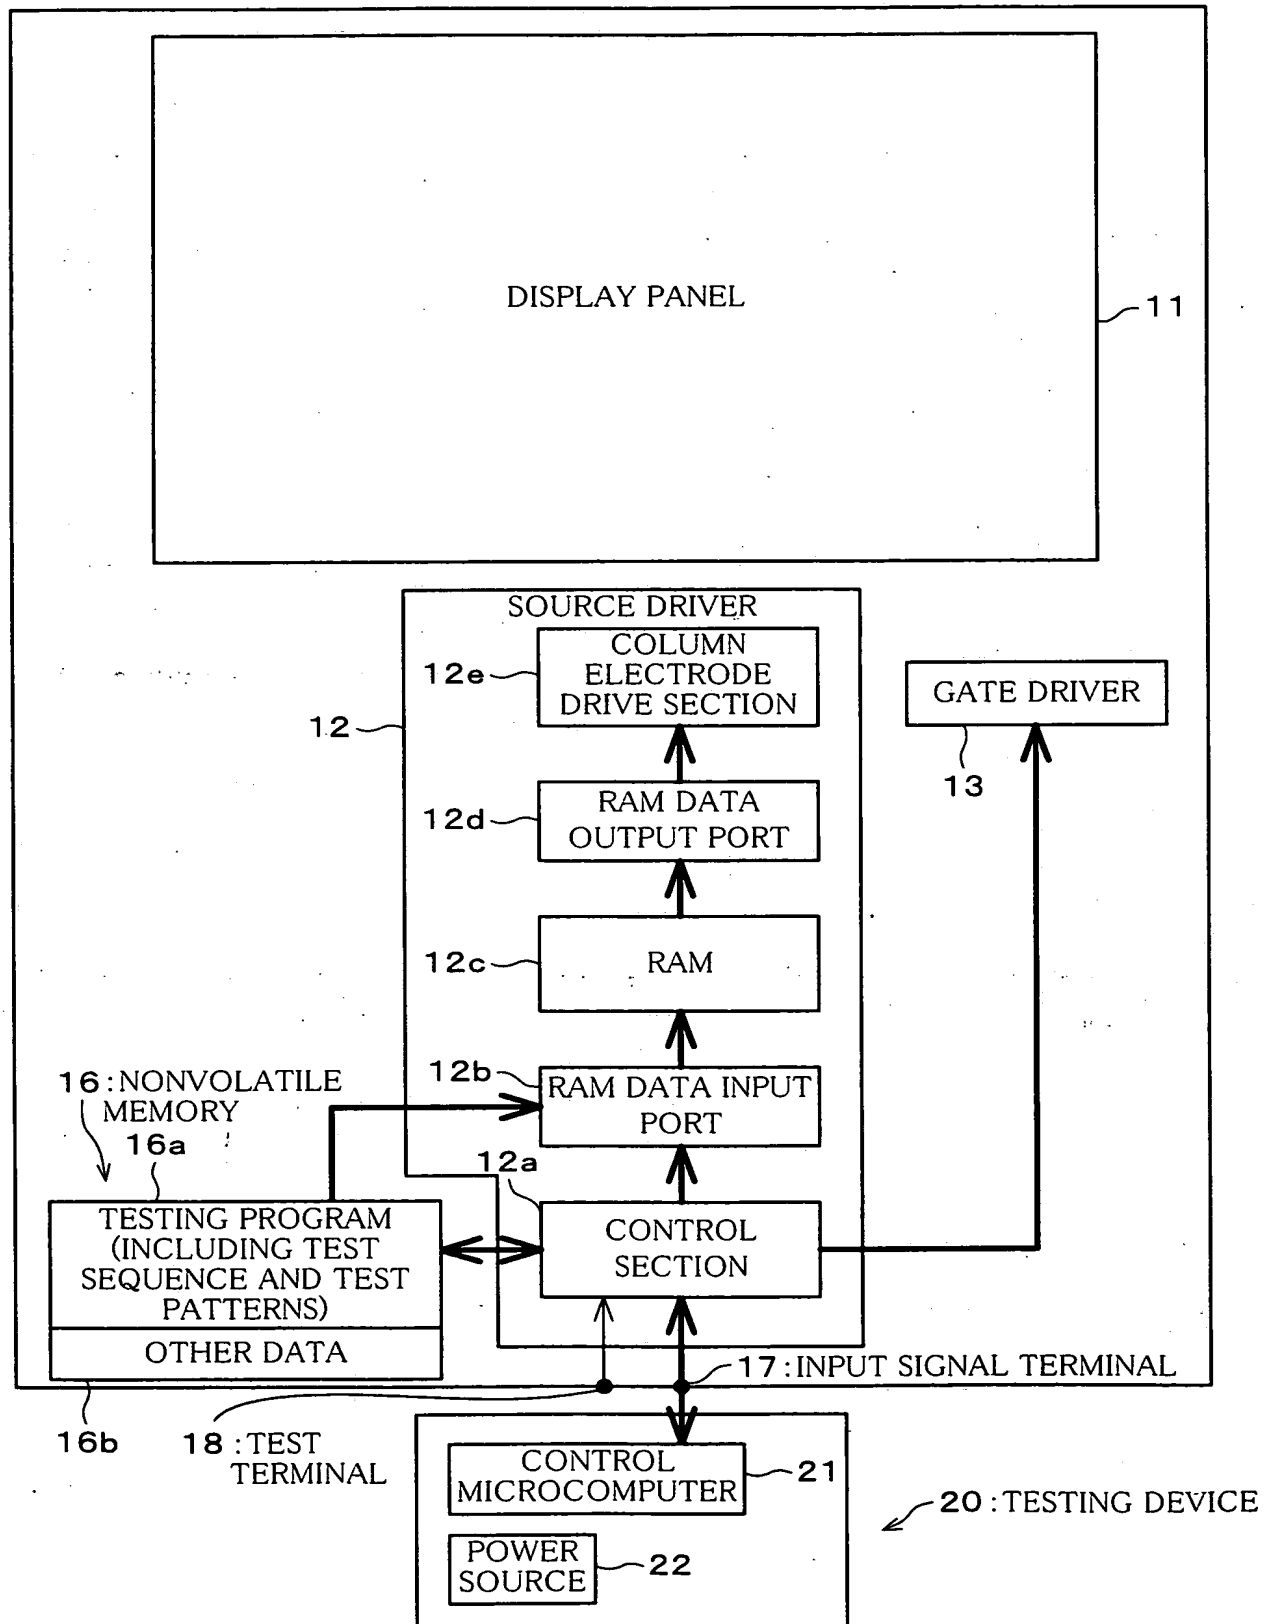 DISPLAY PANEL
11
SOURCE DRIVER
12e
COLUMN
ELECTRODE
DRIVE SECTION
GATE DRIVER
12
13
12d
RAM DATA
OUTPUT PORT
12c
RAM
12b
RAM DATA INPUT
PORT
16:NONVOLATILE
MEMORY
16a
12a
TESTING PROGRAM
(INCLUDING TEST
SEQUENCE AND TEST
PATTERNS)
CONTROL
SECTION
OTHER DATA
17:INPUT SIGNAL TERMINAL
16b
18:TEST
TERMINAL
CONTROL
MICROCOMPUTER
21
20:TESTING DEVICE
POWER
SOURCE
22